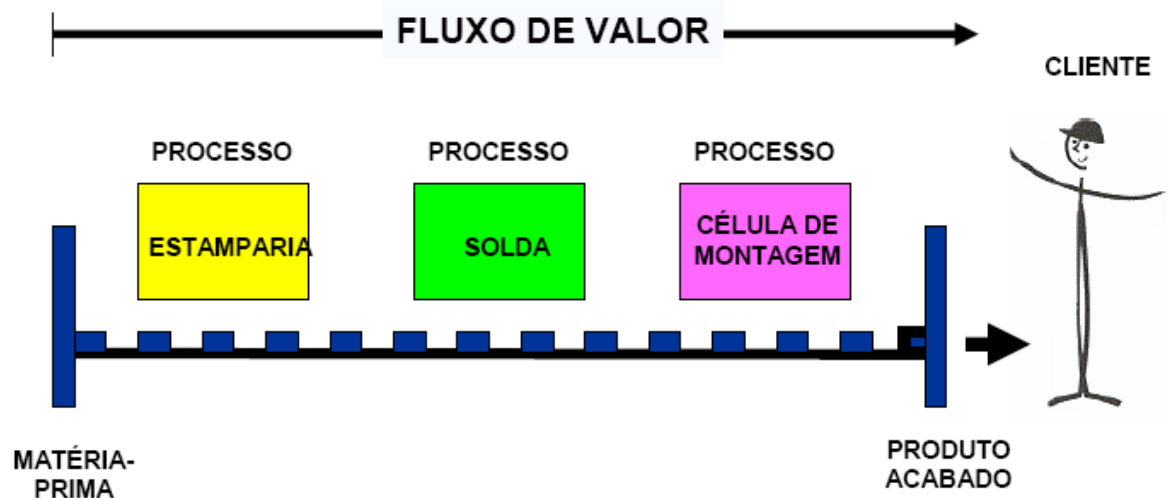 FLUXO DE VALOR
CLIENTE
PROCESSO
PROCESSO
PROCESSO
ESTAMPARIA
SOLDA
CÉLULA DE
MONTAGEM
MATÉRIA-
PRIMA
PRODUTO
ACABADO